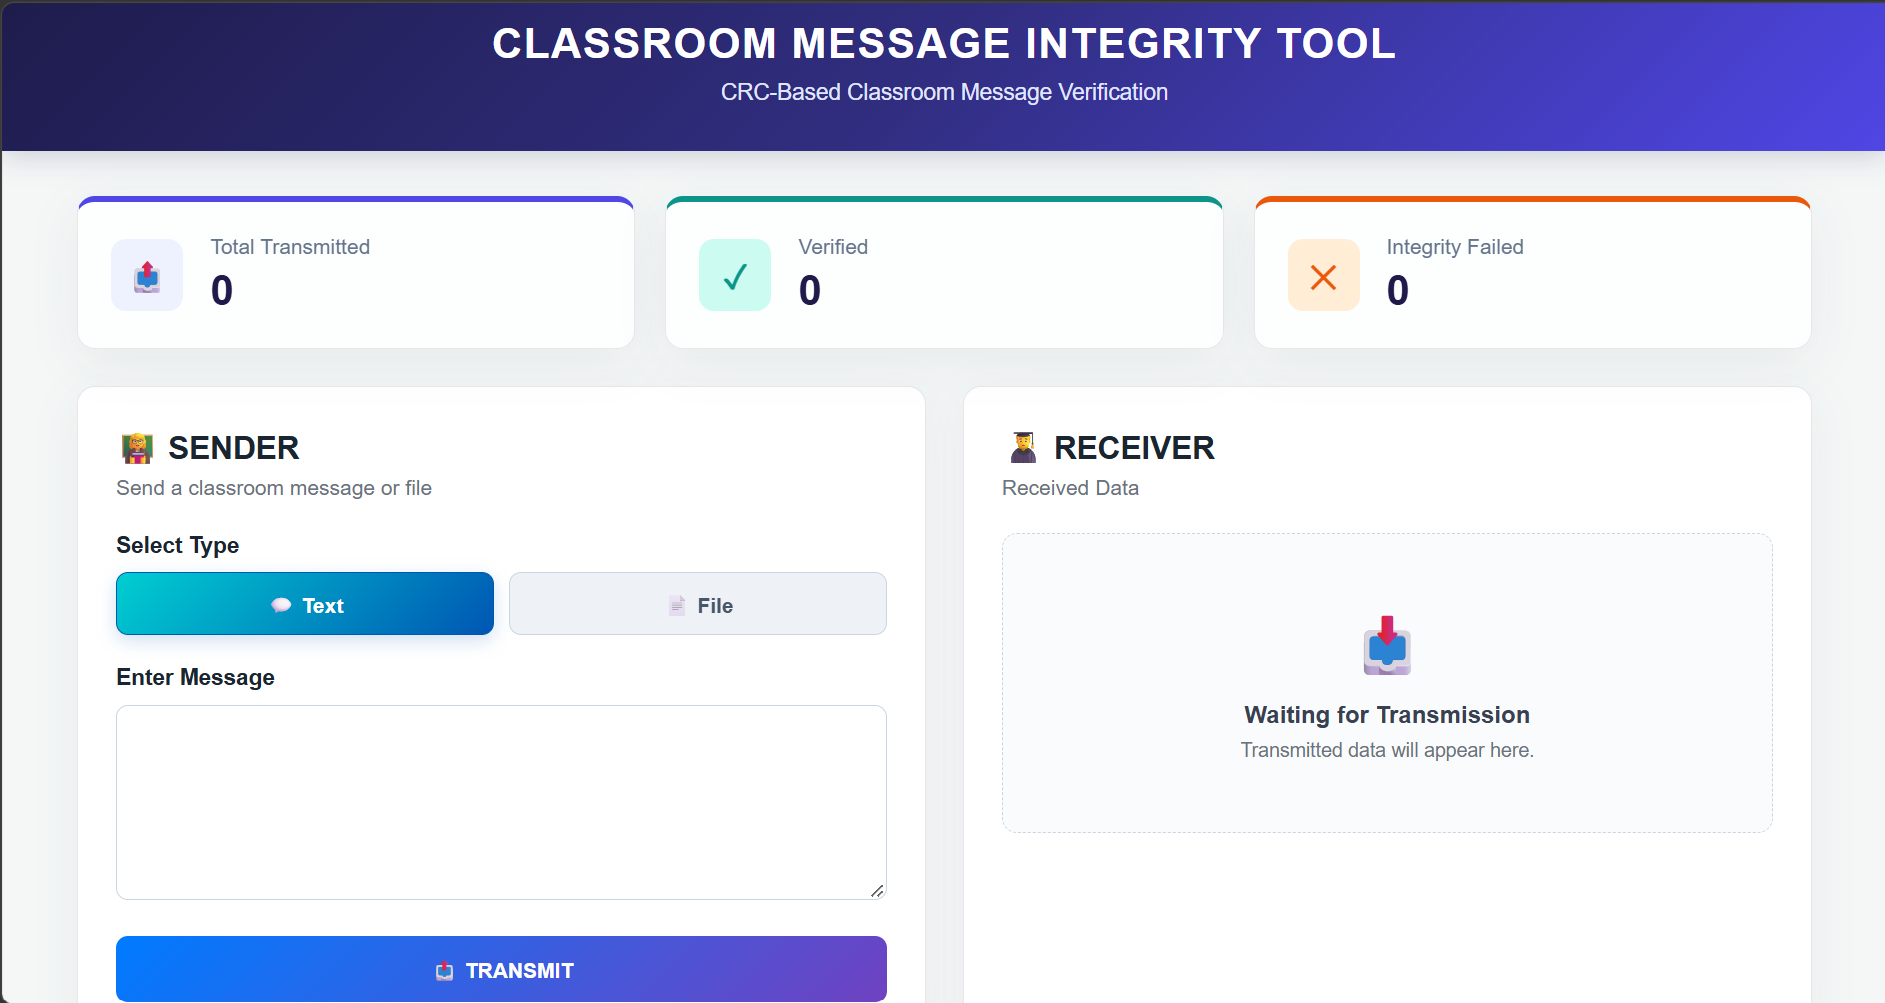 CLASSROOM MESSAGE INTEGRITY TOOL
CRC-Based Classroom Message Verification
Total Transmitted
0
Verified
0
Integrity Failed
0
SENDER
Send a classroom message or file
Select Type
Text
File
Enter Message
TRANSMIT
RECEIVER
Received Data
Waiting for Transmission
Transmitted data will appear here.